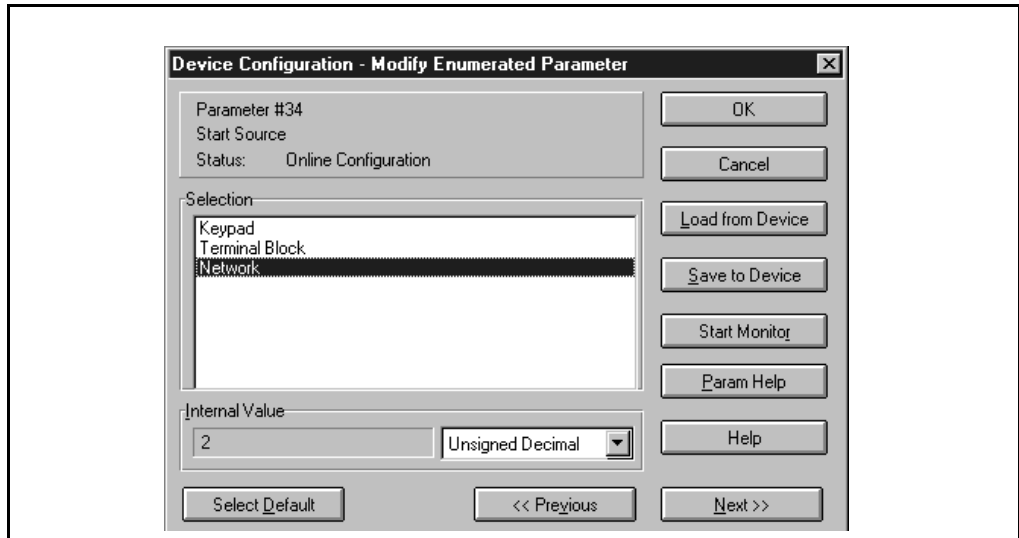 Device Configuration - Modify Enumerated Parameter
Parameter #34
Start Source
Status: Online Configuration
Selection
Keypad
Terminal Block
Network
Internal Value
2
Unsigned Decimal
Select Default
<< Previous
Next >>
OK
Cancel
Load from Device
Save to Device
Start Monitor
Param Help
Help